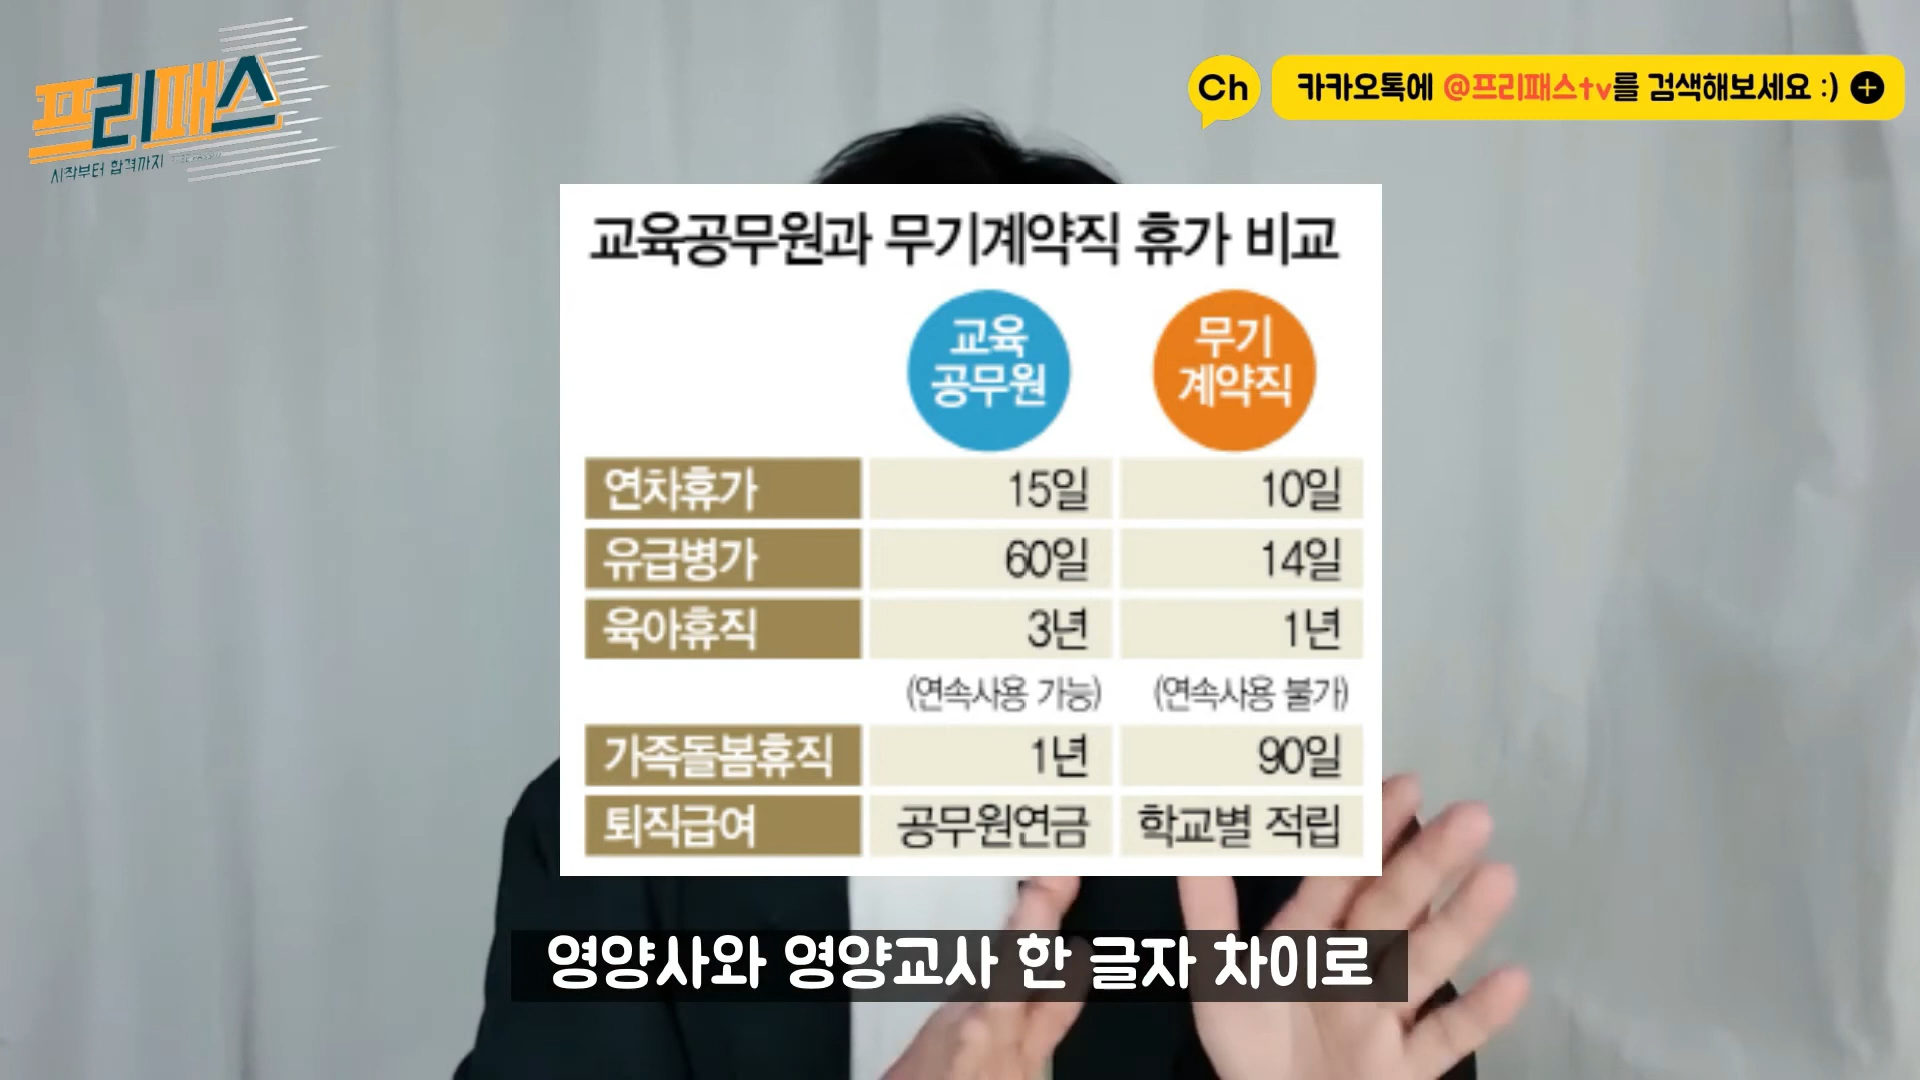 프리패스
시작부터 합격까지
Ch
카카오톡에 @프리패스tv를 검색해보세요 :)
교육공무원과 무기계약직 휴가 비교
교육
공무원
무기
계약직
연차휴가 15일 10일
유급병가 60일 14일
육아휴직 3년 1년
(연속사용 가능) (연속사용 불가)
가족돌봄휴직 1년 90일
퇴직급여 공무원연금 학교별 적립
영양사와 영양교사 한 글자 차이로